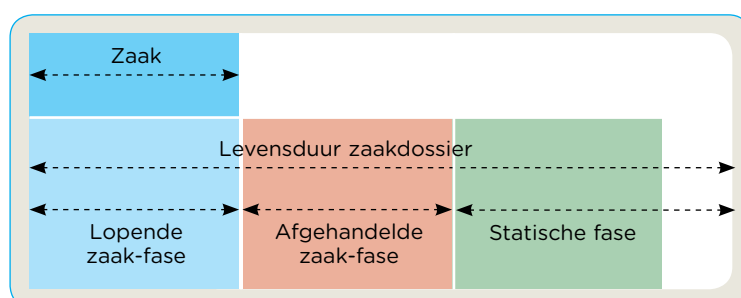 Zaak
Levensduur zaakdossier
Lopende
zaak-fase
Afgehandelde
zaak-fase
Statische fase